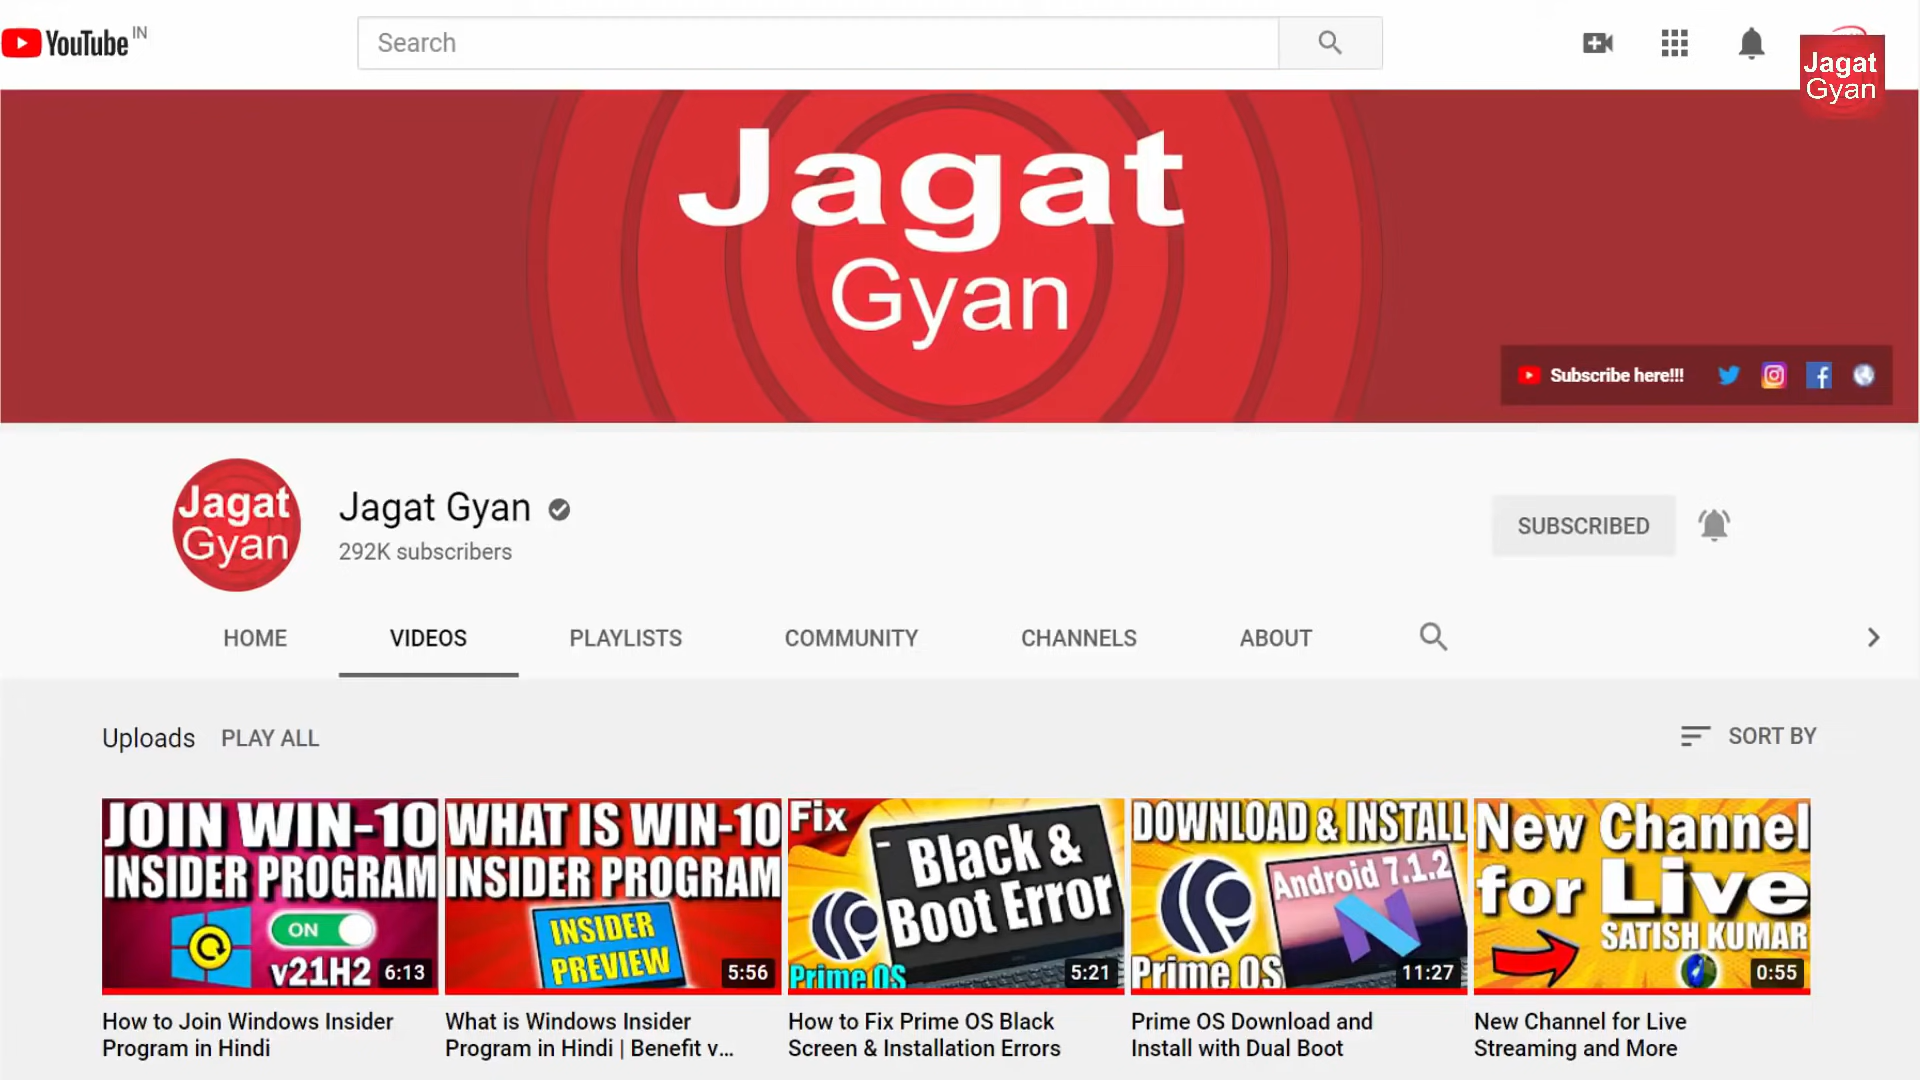 YouTube IN
Search
Jagat
Gyan
Jagat
Gyan
Subscribe here!!!
Jagat
Gyan
Jagat Gyan
292K subscribers
SUBSCRIBED
HOME
VIDEOS
PLAYLISTS
COMMUNITY
CHANNELS
ABOUT
Uploads
PLAY ALL
SORT BY
JOIN WIN-10
INSIDER PROGRAM
ON
v21H2
6:13
WHAT IS WIN-10
INSIDER PROGRAM
INSIDER
PREVIEW
5:56
Fix
Black &
Boot Error
Prime OS
5:21
DOWNLOAD & INSTALL
Android 7.1.2
Prime OS
11:27
New Channel
for Live
SATISH KUMAR
0:55
How to Join Windows Insider
Program in Hindi
What is Windows Insider
Program in Hindi | Benefit v...
How to Fix Prime OS Black
Screen & Installation Errors
Prime OS Download and
Install with Dual Boot
New Channel for Live
Streaming and More